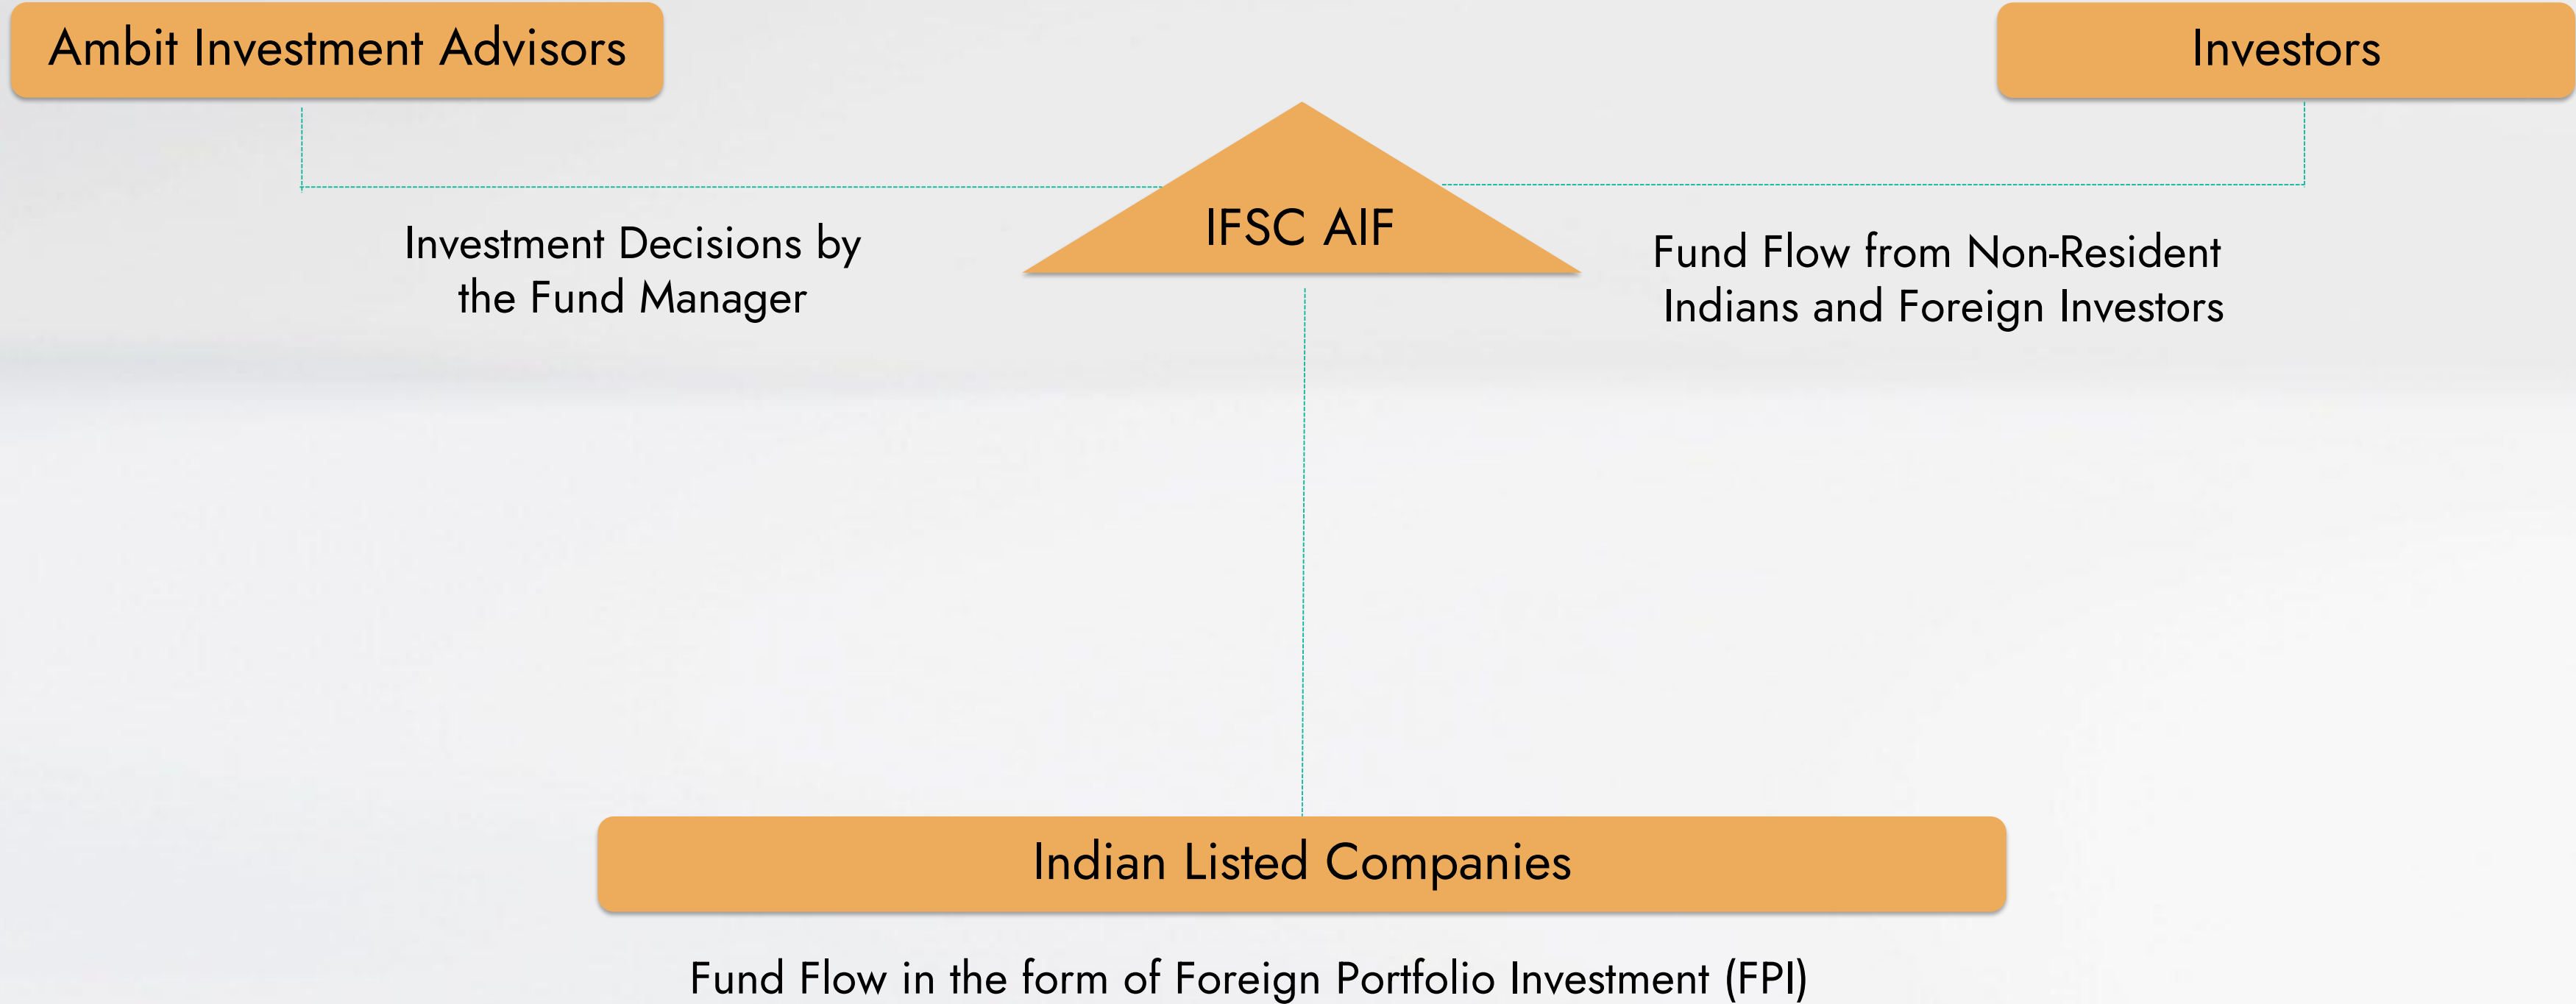 Ambit Investment Advisors
Investors
IFSC AIF
Investment Decisions by
the Fund Manager
Fund Flow from Non-Resident
Indians and Foreign Investors
Indian Listed Companies
Fund Flow in the form of Foreign Portfolio Investment (FPI)